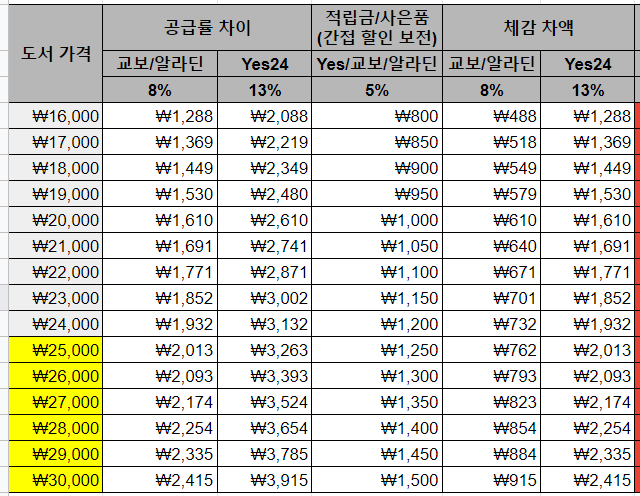 도서 가격 공급률 차이 적립금/사은품 체감 차액
(간접 할인 보전)
교보/알라딘 Yes24 Yes/교보/알라딘 교보/알라딘 Yes24
8% 13% 5% 8% 13%
₩16,000 ₩1,288 ₩2,088 ₩800 ₩488 ₩1,288
₩17,000 ₩1,369 ₩2,219 ₩850 ₩518 ₩1,369
₩18,000 ₩1,449 ₩2,349 ₩900 ₩549 ₩1,449
₩19,000 ₩1,530 ₩2,480 ₩950 ₩579 ₩1,530
₩20,000 ₩1,610 ₩2,610 ₩1,000 ₩610 ₩1,610
₩21,000 ₩1,691 ₩2,741 ₩1,050 ₩640 ₩1,691
₩22,000 ₩1,771 ₩2,871 ₩1,100 ₩671 ₩1,771
₩23,000 ₩1,852 ₩3,002 ₩1,150 ₩701 ₩1,852
₩24,000 ₩1,932 ₩3,132 ₩1,200 ₩732 ₩1,932
₩25,000 ₩2,013 ₩3,263 ₩1,250 ₩762 ₩2,013
₩26,000 ₩2,093 ₩3,393 ₩1,300 ₩793 ₩2,093
₩27,000 ₩2,174 ₩3,524 ₩1,350 ₩823 ₩2,174
₩28,000 ₩2,254 ₩3,654 ₩1,400 ₩854 ₩2,254
₩29,000 ₩2,335 ₩3,785 ₩1,450 ₩884 ₩2,335
₩30,000 ₩2,415 ₩3,915 ₩1,500 ₩915 ₩2,415